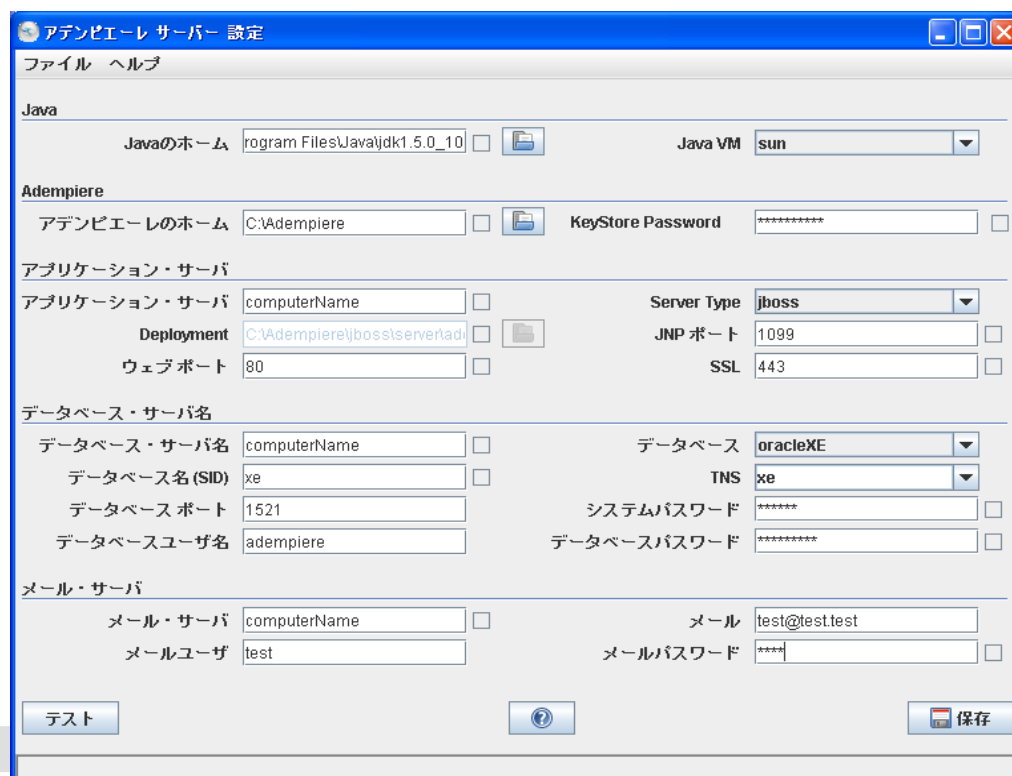 アデンピエーレ サーバー 設定
ファイル ヘルプ
Java
Javaのホーム rogram Files\Java\jdk1.5.0_10 Java VM sun
Adempiere
アデンピエーレのホーム C:\Adempiere KeyStore Password **********
アプリケーション・サーバ
アプリケーション・サーバ computerName Server Type jboss
Deployment C:\Adempiere\jboss\server\ad JNP ポート 1099
ウェブ ポート 80 SSL 443
データベース・サーバ名
データベース・サーバ名 computerName データベース oracleXE
データベース名 (SID) xe TNS xe
データベース ポート 1521 システムパスワード ******
データベースユーザ名 adempiere データベースパスワード *********
メール・サーバ
メール・サーバ computerName メール test@test.test
メールユーザ test メールパスワード ****
テスト 保存